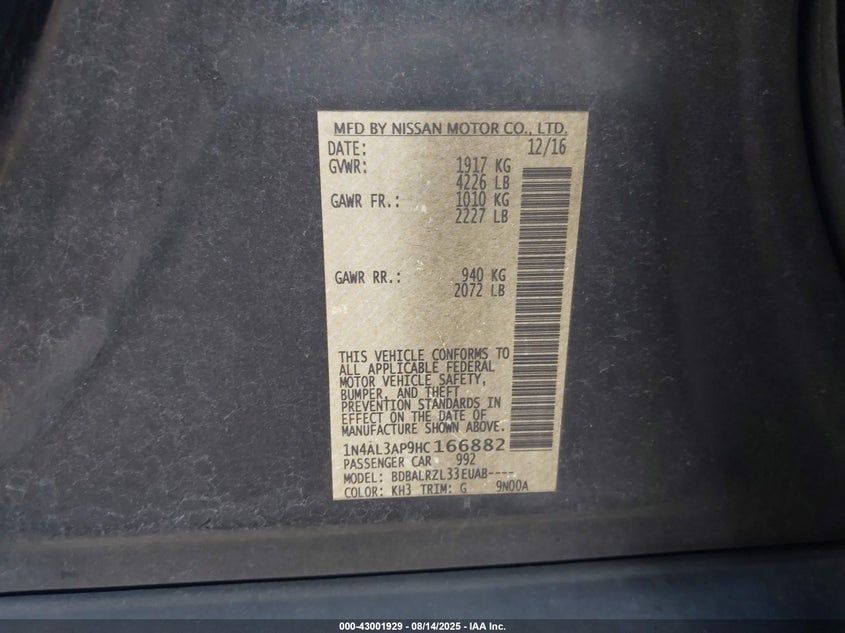 MFD BY NISSAN MOTOR CO., LTD.
DATE: 12/16
GVWR: 1917 KG
4226 LB
GAWR FR.: 1010 KG
2227 LB
GAWR RR.: 940 KG
2072 LB
THIS VEHICLE CONFORMS TO
ALL APPLICABLE FEDERAL
MOTOR VEHICLE SAFETY,
BUMPER, AND THEFT
PREVENTION STANDARDS IN
EFFECT ON THE DATE OF
MANUFACTURE SHOWN ABOVE.
1N4AL3AP9HC166882
PASSENGER CAR 992
MODEL: BDBALRZL33EUAB----
COLOR: KH3 TRIM: G 9N00A
000-43001929 - 08/14/2025 - IAA Inc.